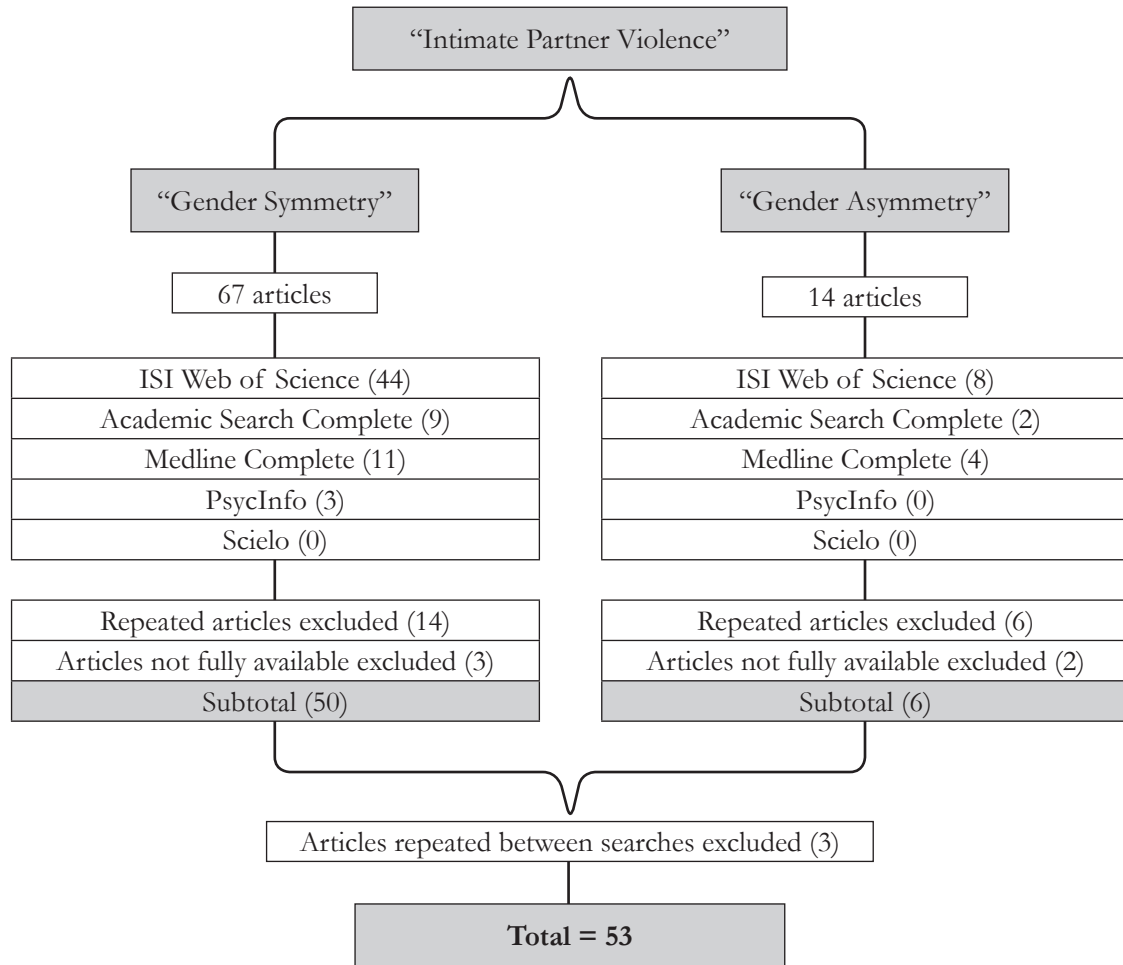 “Intimate Partner Violence”
“Gender Symmetry”
“Gender Asymmetry”
67 articles
14 articles
ISI Web of Science (44)
Academic Search Complete (9)
Medline Complete (11)
PsycInfo (3)
Scielo (0)
ISI Web of Science (8)
Academic Search Complete (2)
Medline Complete (4)
PsycInfo (0)
Scielo (0)
Repeated articles excluded (14)
Articles not fully available excluded (3)
Subtotal (50)
Repeated articles excluded (6)
Articles not fully available excluded (2)
Subtotal (6)
Articles repeated between searches excluded (3)
Total = 53